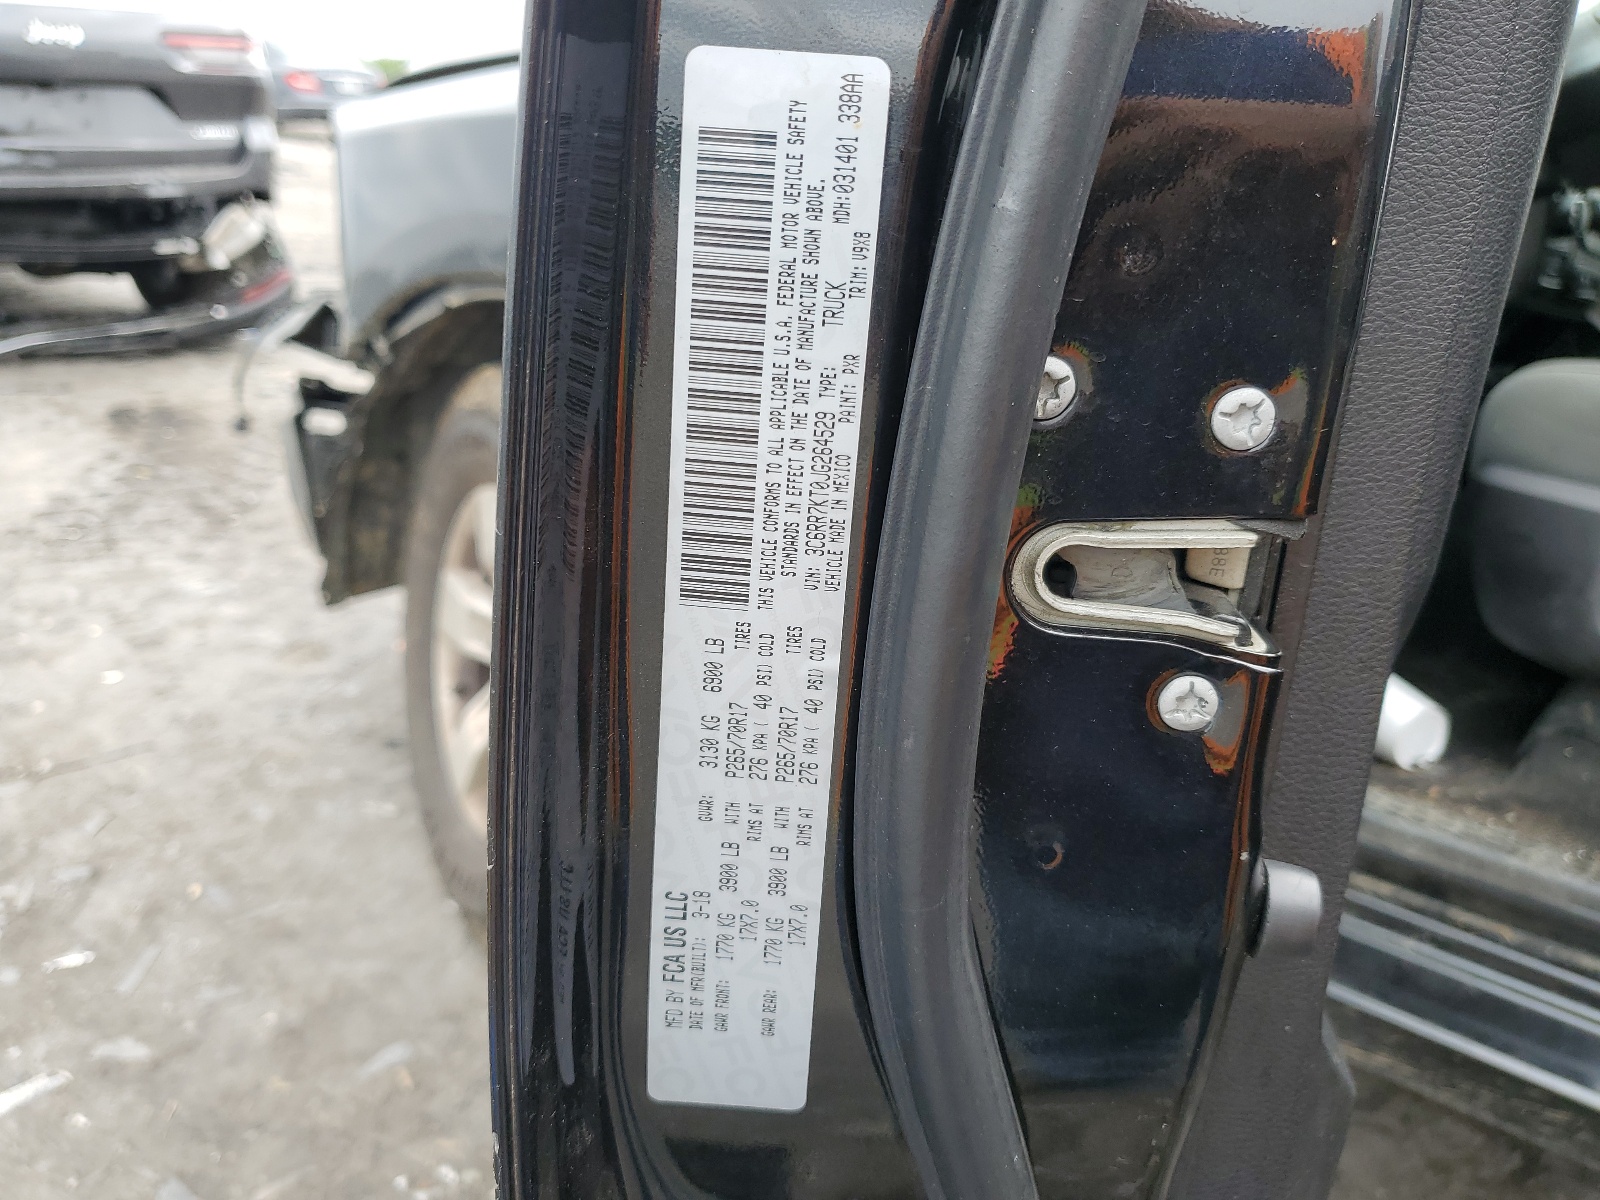 MFD BY FCA US LLC
DATE OF MFR(BUILT): 3-18 GVWR: 3130 KG 6900 LB
GAWR FRONT: 1770 KG 3900 LB WITH P265/70R17 TIRES
17X7.0 RIMS AT 276 KPA ( 40 PSI) COLD
GAWR REAR: 1770 KG 3900 LB WITH P265/70R17 TIRES
17X7.0 RIMS AT 276 KPA ( 40 PSI) COLD
THIS VEHICLE CONFORMS TO ALL APPLICABLE U.S.A. FEDERAL MOTOR VEHICLE SAFETY
STANDARDS IN EFFECT ON THE DATE OF MANUFACTURE SHOWN ABOVE.
VIN: 3C6RR7KT0JG264529 TYPE: TRUCK MDH:031401 338AA
VEHICLE MADE IN MEXICO PAINT: PXR TRIM: V9X8
Jeep